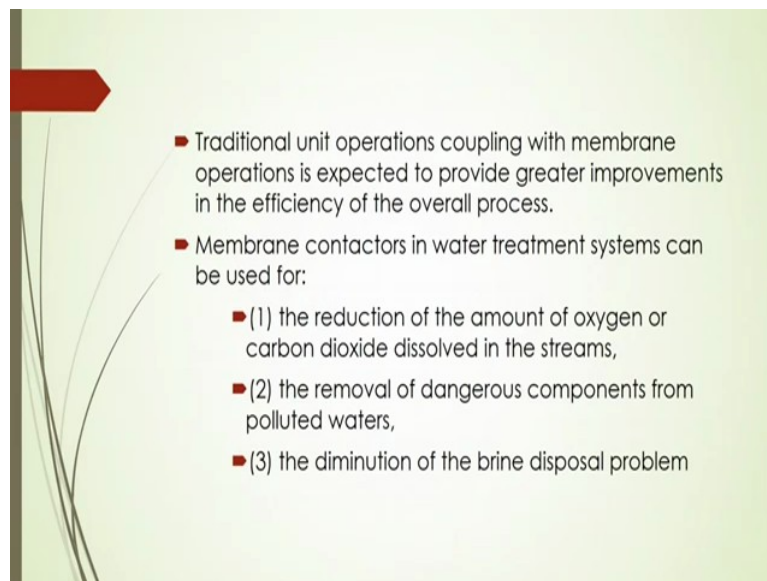 Traditional unit operations coupling with membrane
operations is expected to provide greater improvements
in the efficiency of the overall process.
Membrane contactors in water treatment systems can
be used for:
(1) the reduction of the amount of oxygen or
carbon dioxide dissolved in the streams,
(2) the removal of dangerous components from
polluted waters,
(3) the diminution of the brine disposal problem